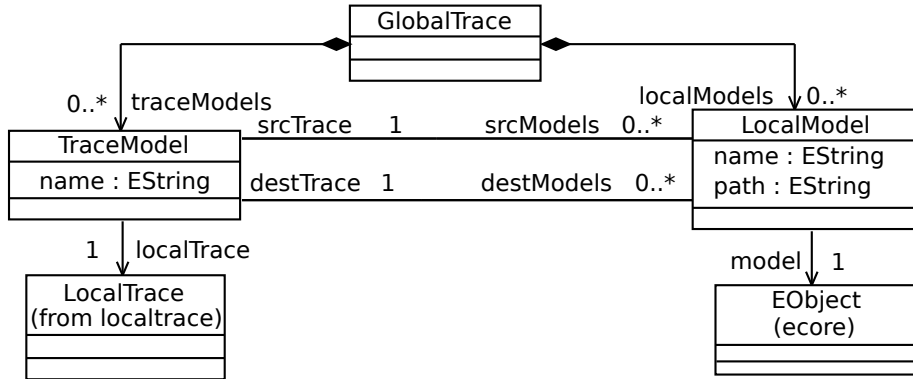 GlobalTrace
0..* traceModels
localModels 0..*
srcTrace 1 srcModels 0..*
TraceModel
LocalModel
name : EString
name : EString
path : EString
destTrace 1 destModels 0..*
1 localTrace
model 1
LocalTrace
(from localtrace)
EObject
(ecore)